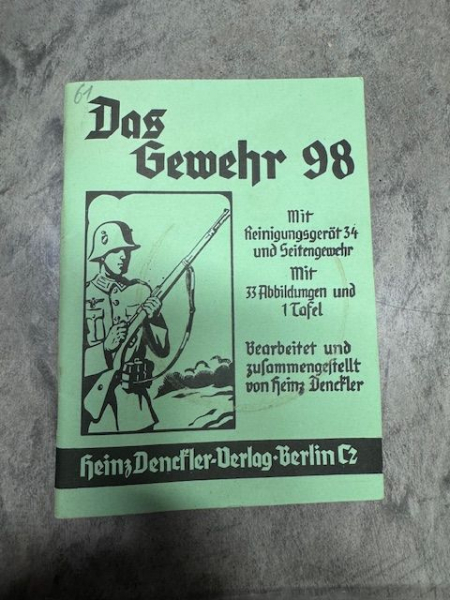 61
Das
Gewehr 98
Mit
Reinigungsgerät 34
und Seitengewehr
Mit
33 Abbildungen und
1 Tafel
Bearbeitet und
zusammengestellt
von Heinz Denckler
Heinz Denckler-Verlag·Berlin C2